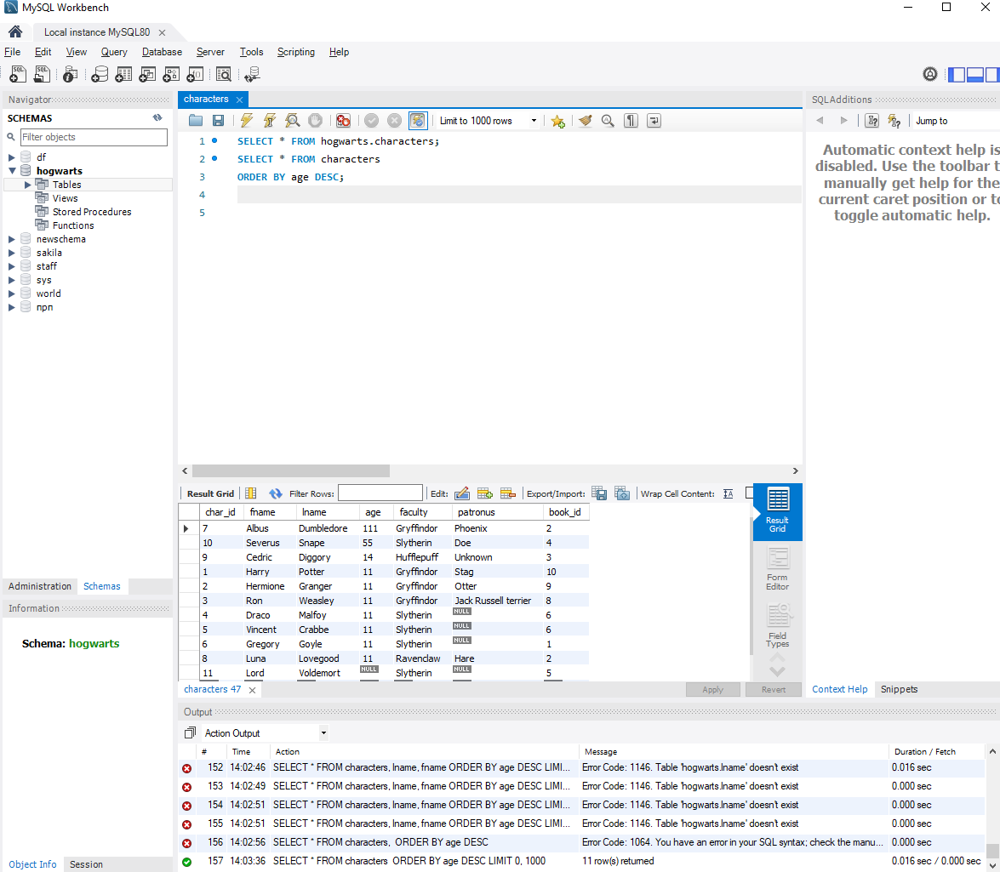 MySQL Workbench
Local instance MySQL80
File Edit View Query Database Server Tools Scripting Help
Navigator
SCHEMAS
Filter objects
df
hogwarts
Tables
Views
Stored Procedures
Functions
newschema
sakila
staff
sys
world
прп
Administration Schemas
Information
Schema: hogwarts
Object Info Session
characters
Limit to 1000 rows
1 SELECT * FROM hogwarts.characters;
2 SELECT * FROM characters
3 ORDER BY age DESC;
4
5
Result Grid Filter Rows: Edit: Export/Import: Wrap Cell Content:
char_id fname lname age faculty patronus book_id
7 Albus Dumbledore 111 Gryffindor Phoenix 2
10 Severus Snape 55 Slytherin Doe 4
9 Cedric Diggory 14 Hufflepuff Unknown 3
1 Harry Potter 11 Gryffindor Stag 10
2 Hermione Granger 11 Gryffindor Otter 9
3 Ron Weasley 11 Gryffindor Jack Russell terrier 8
4 Draco Malfoy 11 Slytherin NULL 6
5 Vincent Crabbe 11 Slytherin NULL 6
6 Gregory Goyle 11 Slytherin NULL 1
8 Luna Lovegood 11 Ravenclaw Hare 2
11 Lord Voldemort NULL Slytherin NULL 5
Result
Grid
Form
Editor
Field
Types
characters 47
Apply Revert
SQLAdditions
Jump to
Automatic context help is
disabled. Use the toolbar t
manually get help for the
current caret position or to
toggle automatic help.
Context Help Snippets
Output
Action Output
# Time Action Message Duration / Fetch
152 14:02:46 SELECT * FROM characters, lname, fname ORDER BY age DESC LIMI... Error Code: 1146. Table 'hogwarts.lname' doesn't exist 0.016 sec
153 14:02:49 SELECT * FROM characters, lname, fname ORDER BY age DESC LIMI... Error Code: 1146. Table 'hogwarts.lname' doesn't exist 0.000 sec
154 14:02:51 SELECT * FROM characters, lname, fname ORDER BY age DESC LIMI... Error Code: 1146. Table 'hogwarts.lname' doesn't exist 0.000 sec
155 14:02:51 SELECT * FROM characters, lname, fname ORDER BY age DESC LIMI... Error Code: 1146. Table 'hogwarts.lname' doesn't exist 0.000 sec
156 14:02:56 SELECT * FROM characters, ORDER BY age DESC Error Code: 1064. You have an error in your SQL syntax; check the manu... 0.000 sec
157 14:03:36 SELECT * FROM characters ORDER BY age DESC LIMIT 0, 1000 11 row(s) returned 0.016 sec / 0.000 sec